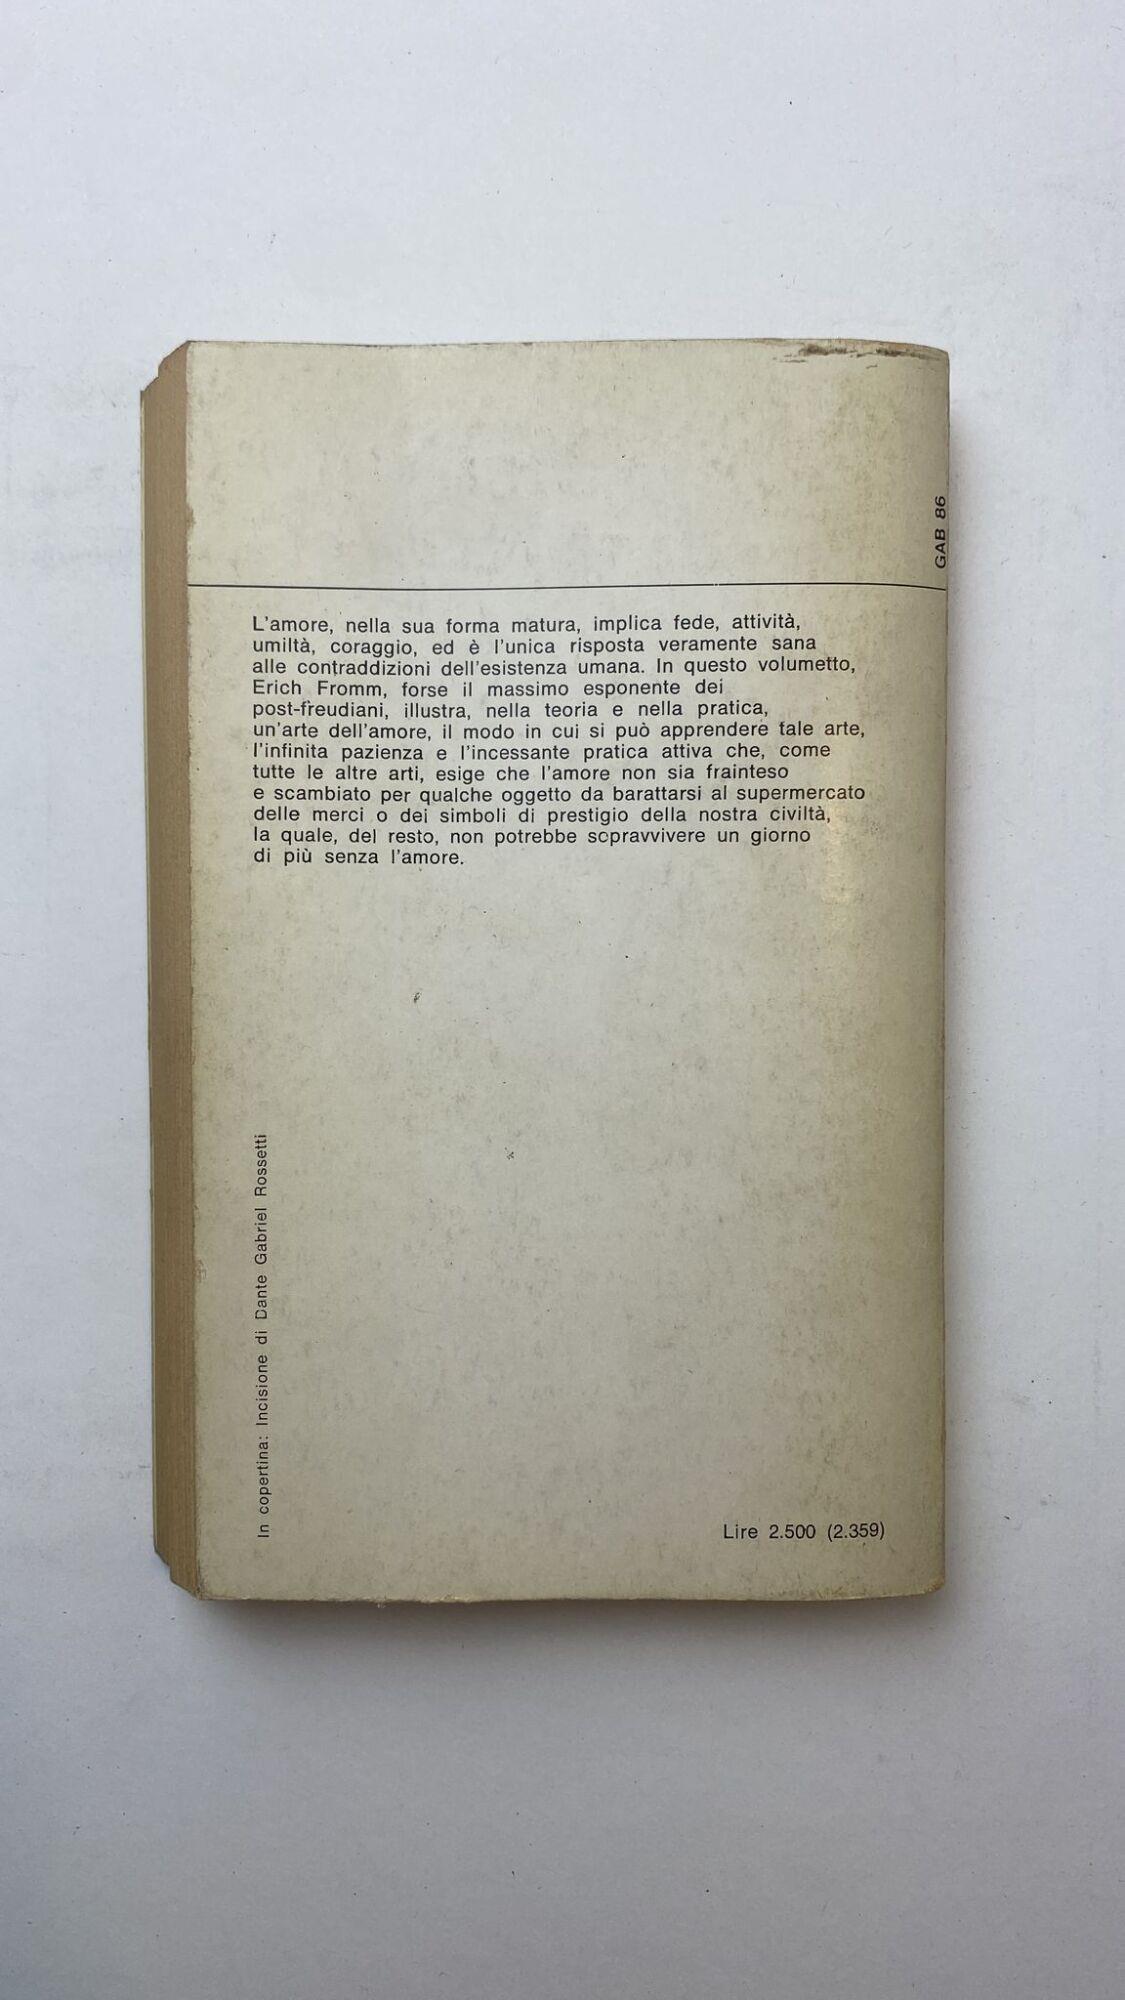 GAB 86
L'amore, nella sua forma matura, implica fede, attività,
umiltà, coraggio, ed è l'unica risposta veramente sana
alle contraddizioni dell'esistenza umana. In questo volumetto,
Erich Fromm, forse il massimo esponente dei
post-freudiani, illustra, nella teoria e nella pratica,
un'arte dell'amore, il modo in cui si può apprendere tale arte,
l'infinita pazienza e l'incessante pratica attiva che, come
tutte le altre arti, esige che l'amore non sia frainteso
e scambiato per qualche oggetto da barattarsi al supermercato
delle merci o dei simboli di prestigio della nostra civiltà,
la quale, del resto, non potrebbe sopravvivere un giorno
di più senza l'amore.
In copertina: Incisione di Dante Gabriel Rossetti
Lire 2.500 (2.359)